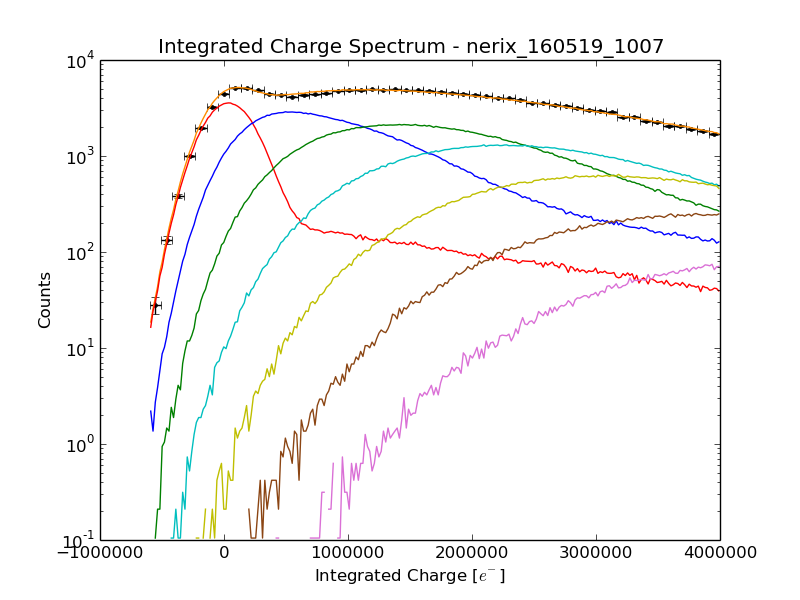 Integrated Charge Spectrum - nerix_160519_1007
10^4
10^3
10^2
10^1
10^0
10^-1
Counts
−1000000 0 1000000 2000000 3000000 4000000
Integrated Charge [e^-]